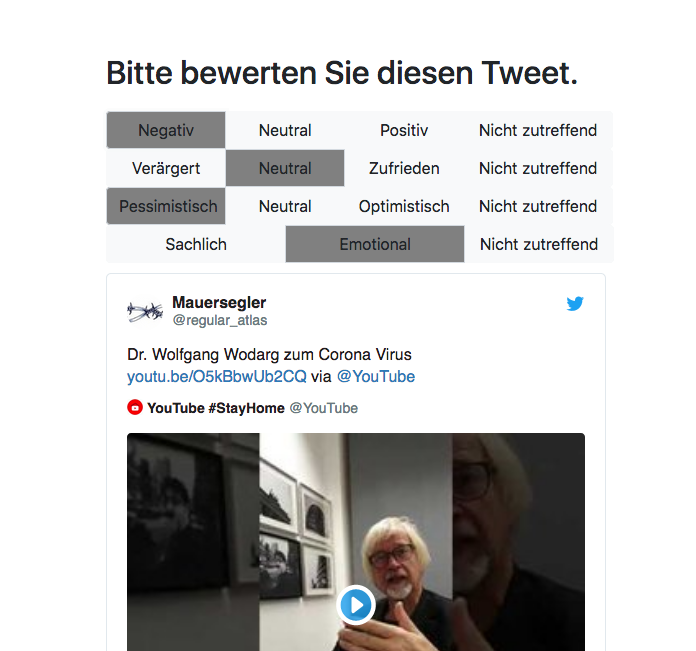 Bitte bewerten Sie diesen Tweet.
Negativ Neutral Positiv Nicht zutreffend
Verärgert Neutral Zufrieden Nicht zutreffend
Pessimistisch Neutral Optimistisch Nicht zutreffend
Sachlich Emotional Nicht zutreffend
Mauersegler
@regular_atlas
Dr. Wolfgang Wodarg zum Corona Virus
youtu.be/O5kBbwUb2CQ via @YouTube
YouTube #StayHome @YouTube